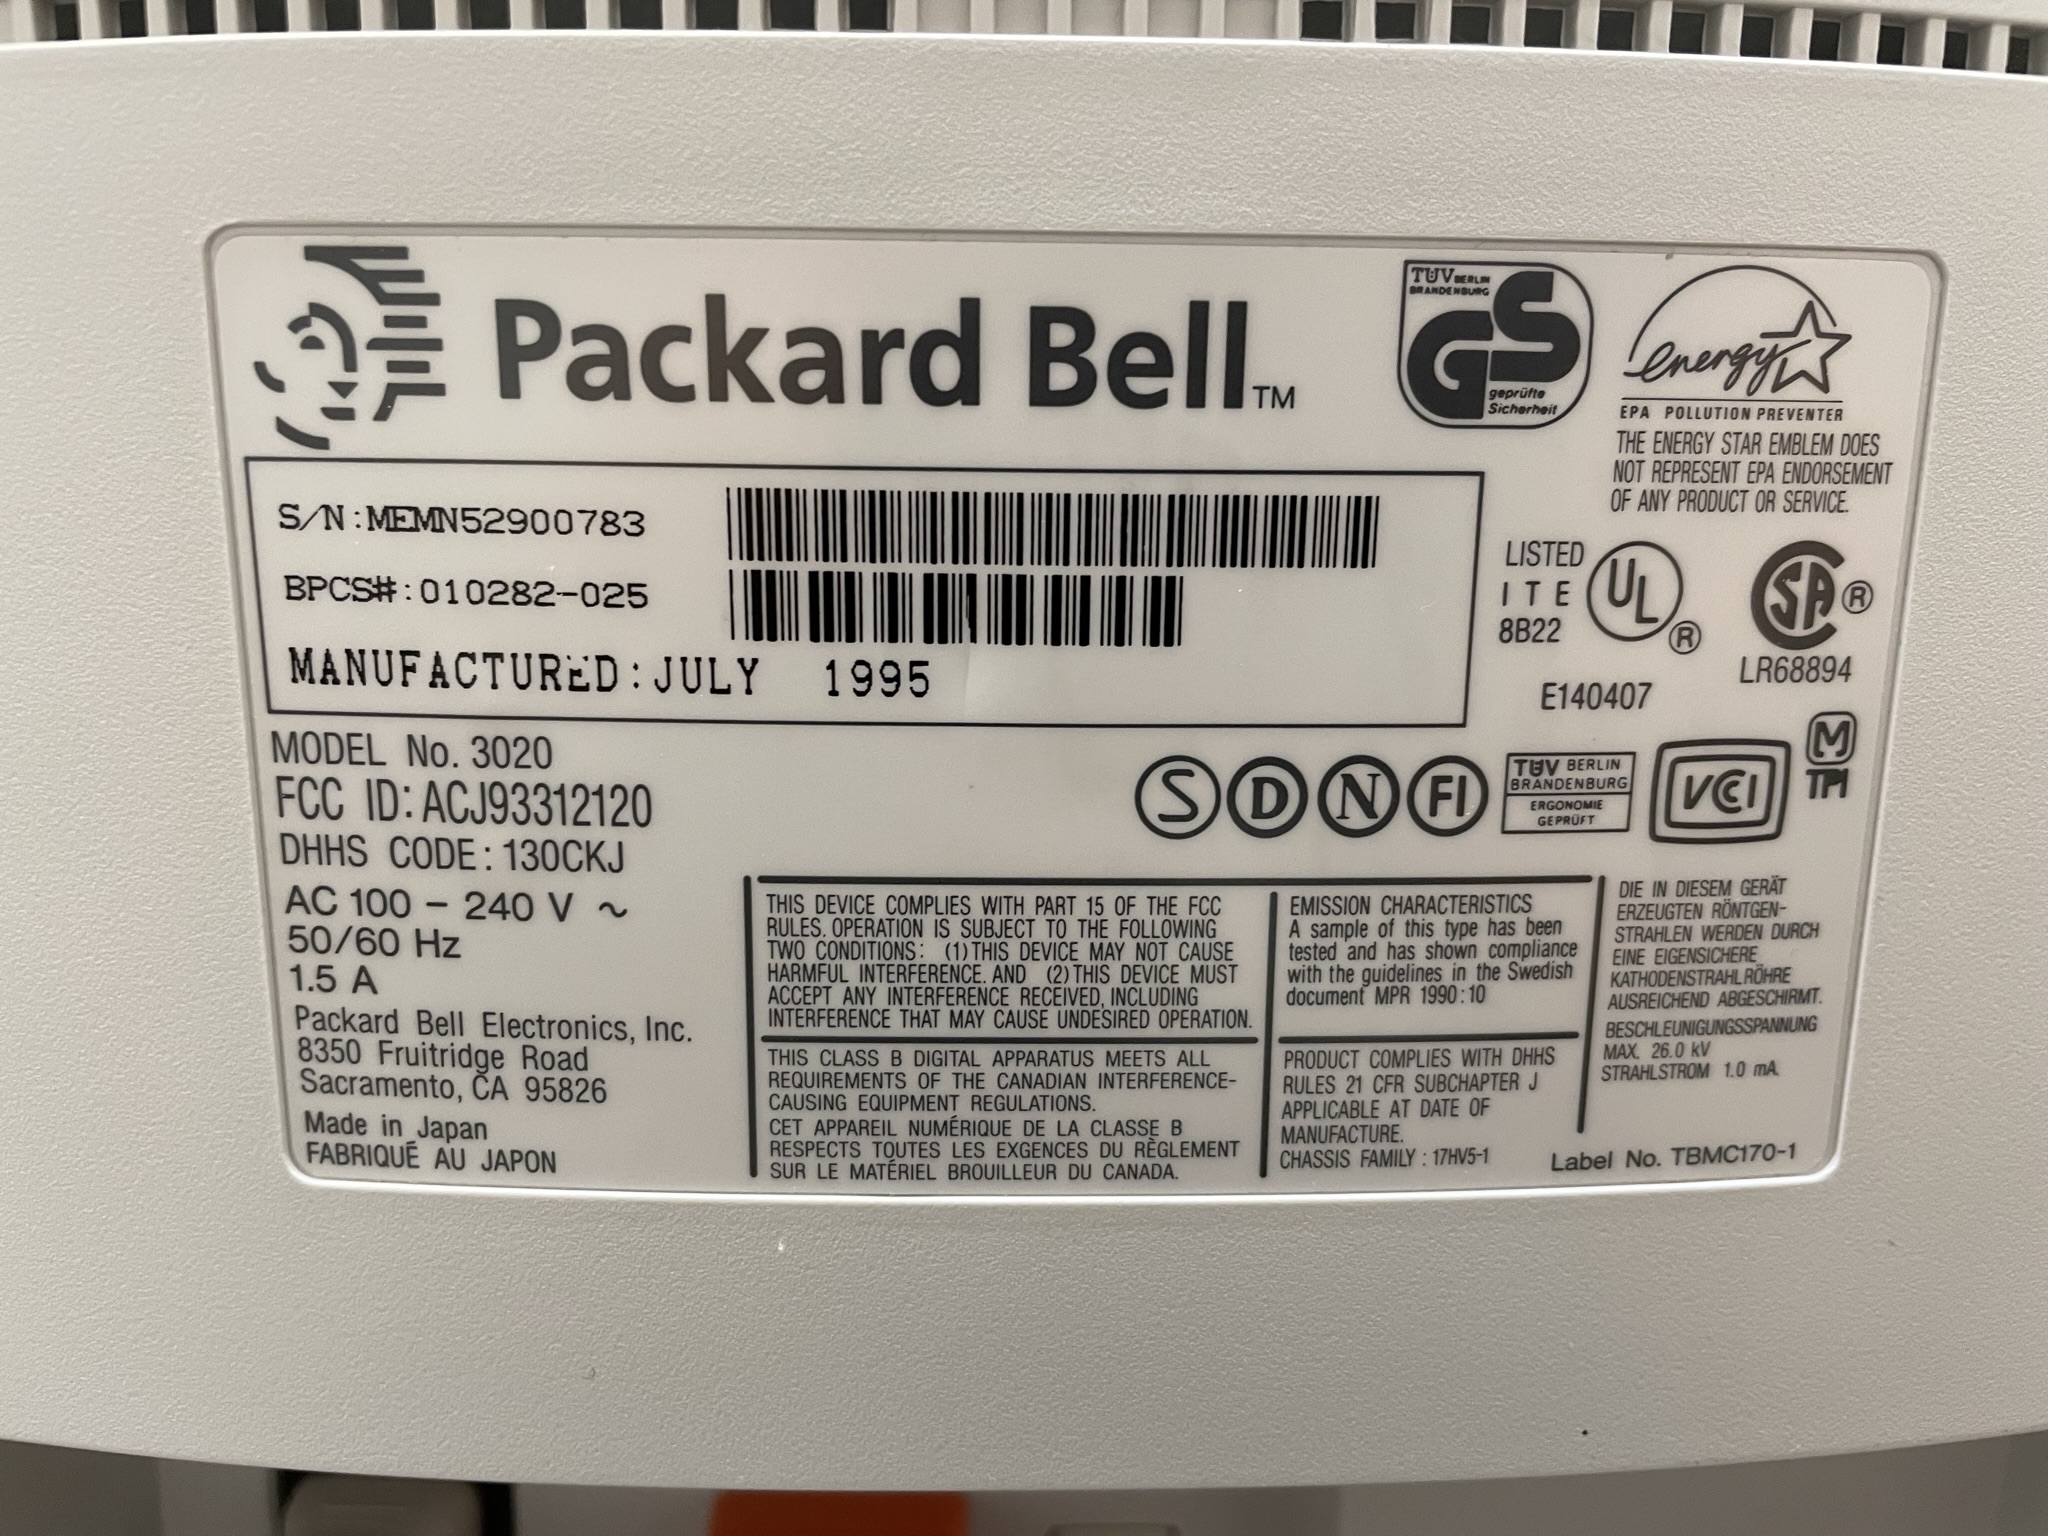 Packard Bell™
TÜV BERLIN
BRANDENBURG
GS
geprüfte
Sicherheit
energy
EPA POLLUTION PREVENTER
THE ENERGY STAR EMBLEM DOES
NOT REPRESENT EPA ENDORSEMENT
OF ANY PRODUCT OR SERVICE.
S/N:MEMN52900783
BPCS#:010282-025
MANUFACTURED:JULY 1995
LISTED
ITE
8B22
UL®
E140407
SA®
LR68894
MODEL No. 3020
FCC ID: ACJ93312120
DHHS CODE: 130CKJ
AC 100 – 240 V ~
50/60 Hz
1.5 A
Packard Bell Electronics, Inc.
8350 Fruitridge Road
Sacramento, CA 95826
Made in Japan
FABRIQUÉ AU JAPON
S D N FI
TÜV BERLIN
BRANDENBURG
ERGONOMIE
GEPRÜFT
VCI
M
TPI
THIS DEVICE COMPLIES WITH PART 15 OF THE FCC
RULES. OPERATION IS SUBJECT TO THE FOLLOWING
TWO CONDITIONS: (1) THIS DEVICE MAY NOT CAUSE
HARMFUL INTERFERENCE. AND (2) THIS DEVICE MUST
ACCEPT ANY INTERFERENCE RECEIVED, INCLUDING
INTERFERENCE THAT MAY CAUSE UNDESIRED OPERATION.
THIS CLASS B DIGITAL APPARATUS MEETS ALL
REQUIREMENTS OF THE CANADIAN INTERFERENCE-
CAUSING EQUIPMENT REGULATIONS.
CET APPAREIL NUMÉRIQUE DE LA CLASSE B
RESPECTS TOUTES LES EXGENCES DU RÈGLEMENT
SUR LE MATÉRIEL BROUILLEUR DU CANADA.
EMISSION CHARACTERISTICS
A sample of this type has been
tested and has shown compliance
with the guidelines in the Swedish
document MPR 1990:10
PRODUCT COMPLIES WITH DHHS
RULES 21 CFR SUBCHAPTER J
APPLICABLE AT DATE OF
MANUFACTURE.
CHASSIS FAMILY : 17HV5-1
DIE IN DIESEM GERÄT
ERZEUGTEN RÖNTGEN-
STRAHLEN WERDEN DURCH
EINE EIGENSICHERE
KATHODENSTRAHLRÖHRE
AUSREICHEND ABGESCHIRMT.
BESCHLEUNIGUNGSSPANNUNG
MAX. 26.0 kV
STRAHLSTROM 1.0 mA.
Label No. TBMC170-1